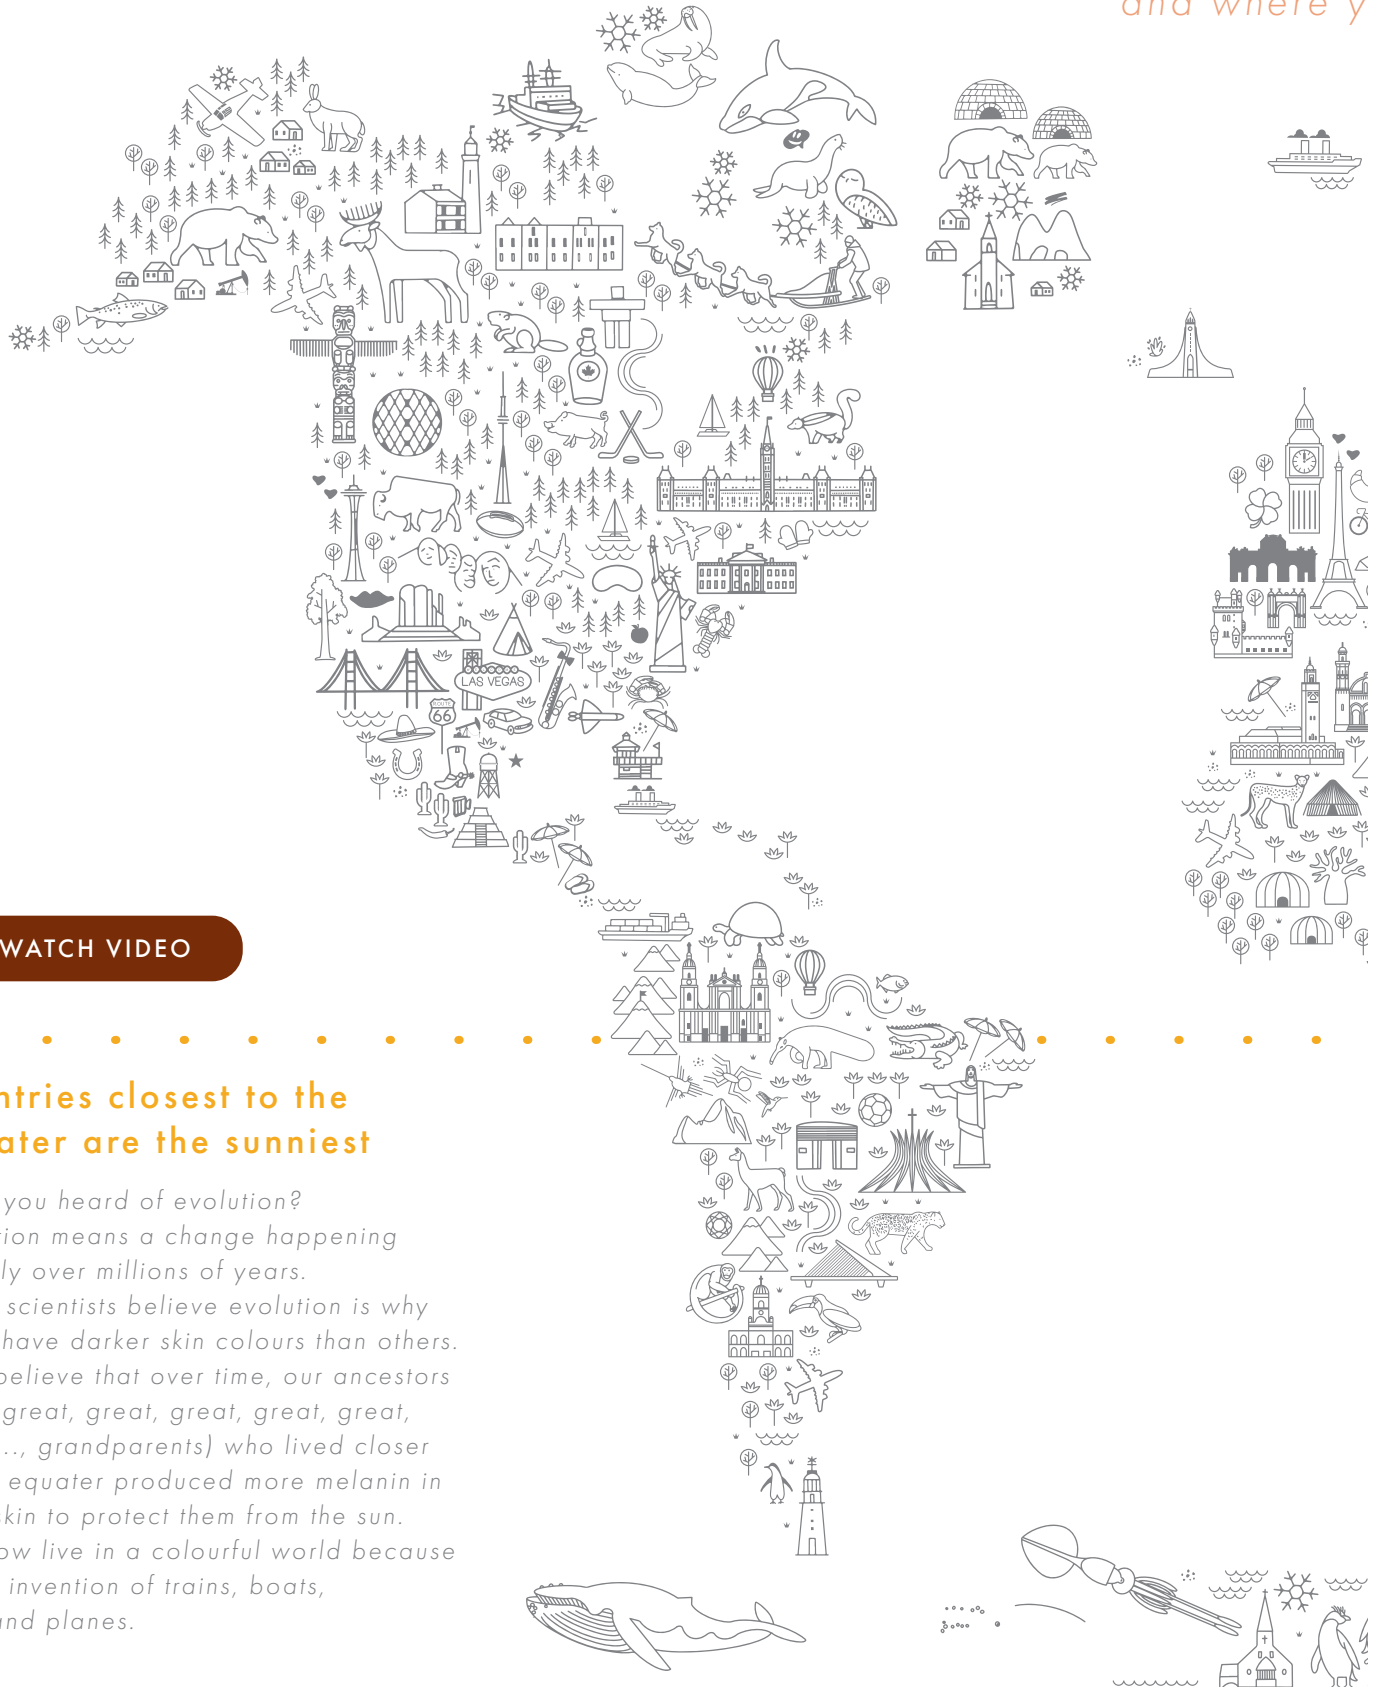 and where y
LAS VEGAS
ROUTE
66
WATCH VIDEO
ntries closest to the
ater are the sunniest
you heard of evolution?
tion means a change happening
ly over millions of years.
scientists believe evolution is why
have darker skin colours than others.
believe that over time, our ancestors
great, great, great, great, great,
..., grandparents) who lived closer
equater produced more melanin in
skin to protect them from the sun.
ow live in a colourful world because
invention of trains, boats,
and planes.